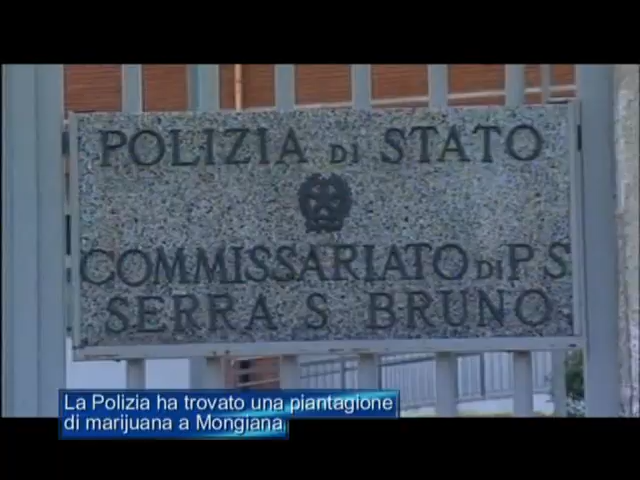 POLIZIA DI STATO
COMMISSARIATO DI P S
SERRA S BRUNO
La Polizia ha trovato una piantagione
di marijuana a Mongiana